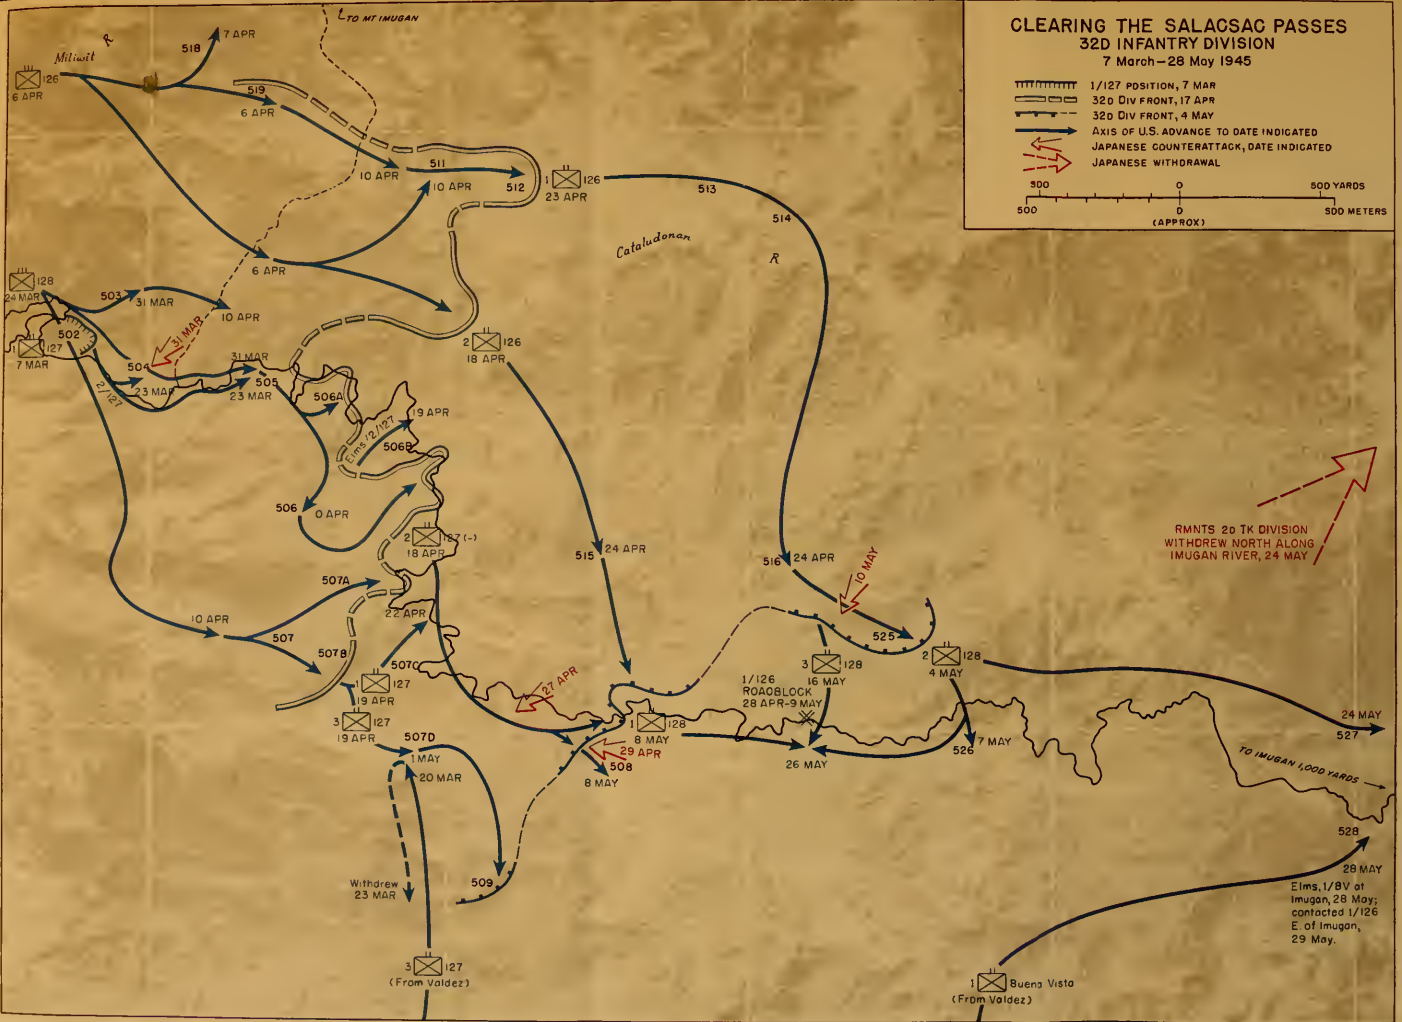 TO MT IMUGAN
CLEARING THE SALACSAC PASSES
32D INFANTRY DIVISION
7 March–28 May 1945
1/127 POSITION, 7 MAR
32D DIV FRONT, 17 APR
32D DIV FRONT, 4 MAY
AXIS OF U.S. ADVANCE TO DATE INDICATED
JAPANESE COUNTERATTACK, DATE INDICATED
JAPANESE WITHDRAWAL
300 0 500 YARDS
500 0 500 METERS
(APPROX)
Miliwit R
518
7 APR
126
6 APR
519
6 APR
10 APR
511
10 APR
512
1 126
23 APR
513
514
Cataludonan R
6 APR
128
24 MAR
503
31 MAR
10 APR
502
1 127
7 MAR
31 MAR
504
23 MAR
2/127
31 MAR
505
23 MAR
2 126
18 APR
506A
Elms 2/127
19 APR
506B
506
0 APR
2 127 (-)
18 APR
515
24 APR
516
24 APR
10 MAY
RMNTS 2D TK DIVISION
WITHDREW NORTH ALONG
IMUGAN RIVER, 24 MAY
507A
10 APR
507
507B
22 APR
507C
525
1 127
19 APR
3 127
19 APR
27 APR
3 128
16 MAY
2 128
4 MAY
1/126
ROADBLOCK
28 APR-9 MAY
1 128
8 MAY
29 APR
508
8 MAY
26 MAY
526
7 MAY
24 MAY
527
TO IMUGAN 1,000 YARDS
507D
1 MAY
20 MAR
Withdrew
23 MAR
509
528
28 MAY
Elms, 1/BV at
Imugan, 28 May;
contacted 1/126
E. of Imugan,
29 May.
3 127
(From Valdez)
1 Buena Vista
(From Valdez)